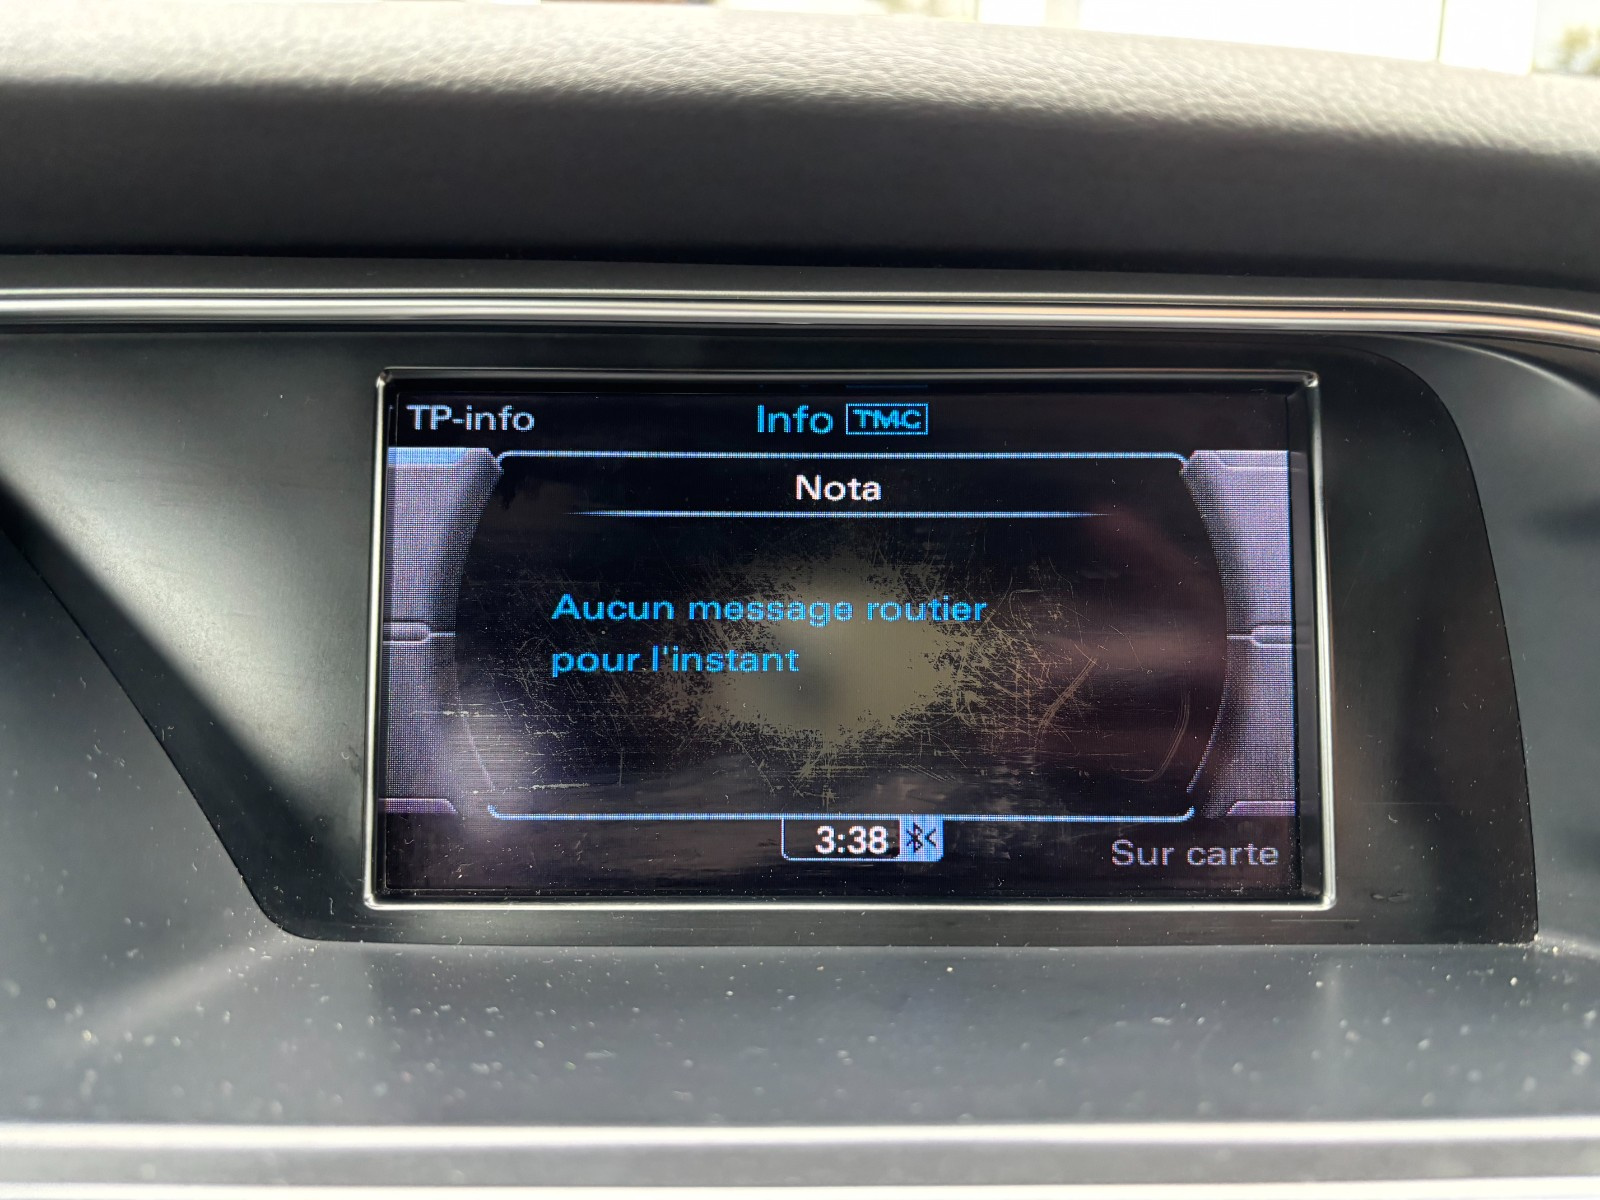 TP-info
Info TMC
Nota
Aucun message routier
pour l'instant
3:38
Sur carte